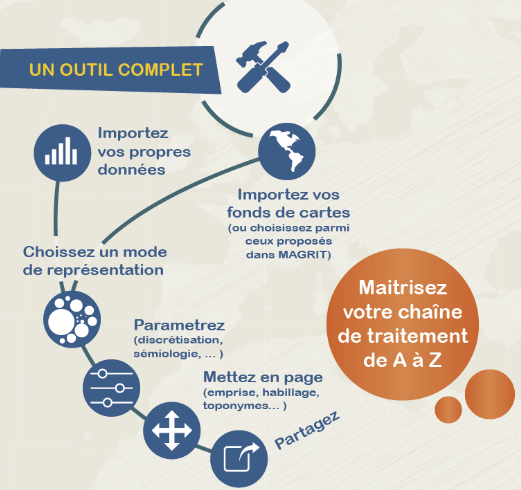 UN OUTIL COMPLET
Importez
vos propres
données
Importez vos
fonds de cartes
(ou choisissez parmi
ceux proposés
dans MAGRIT)
Choissez un mode
de représentation
Maitrisez
votre chaîne
de traitement
de A à Z
Parametrez
(discrétisation,
sémiologie, ... )
Mettez en page
(emprise, habillage,
toponymes... )
Partagez